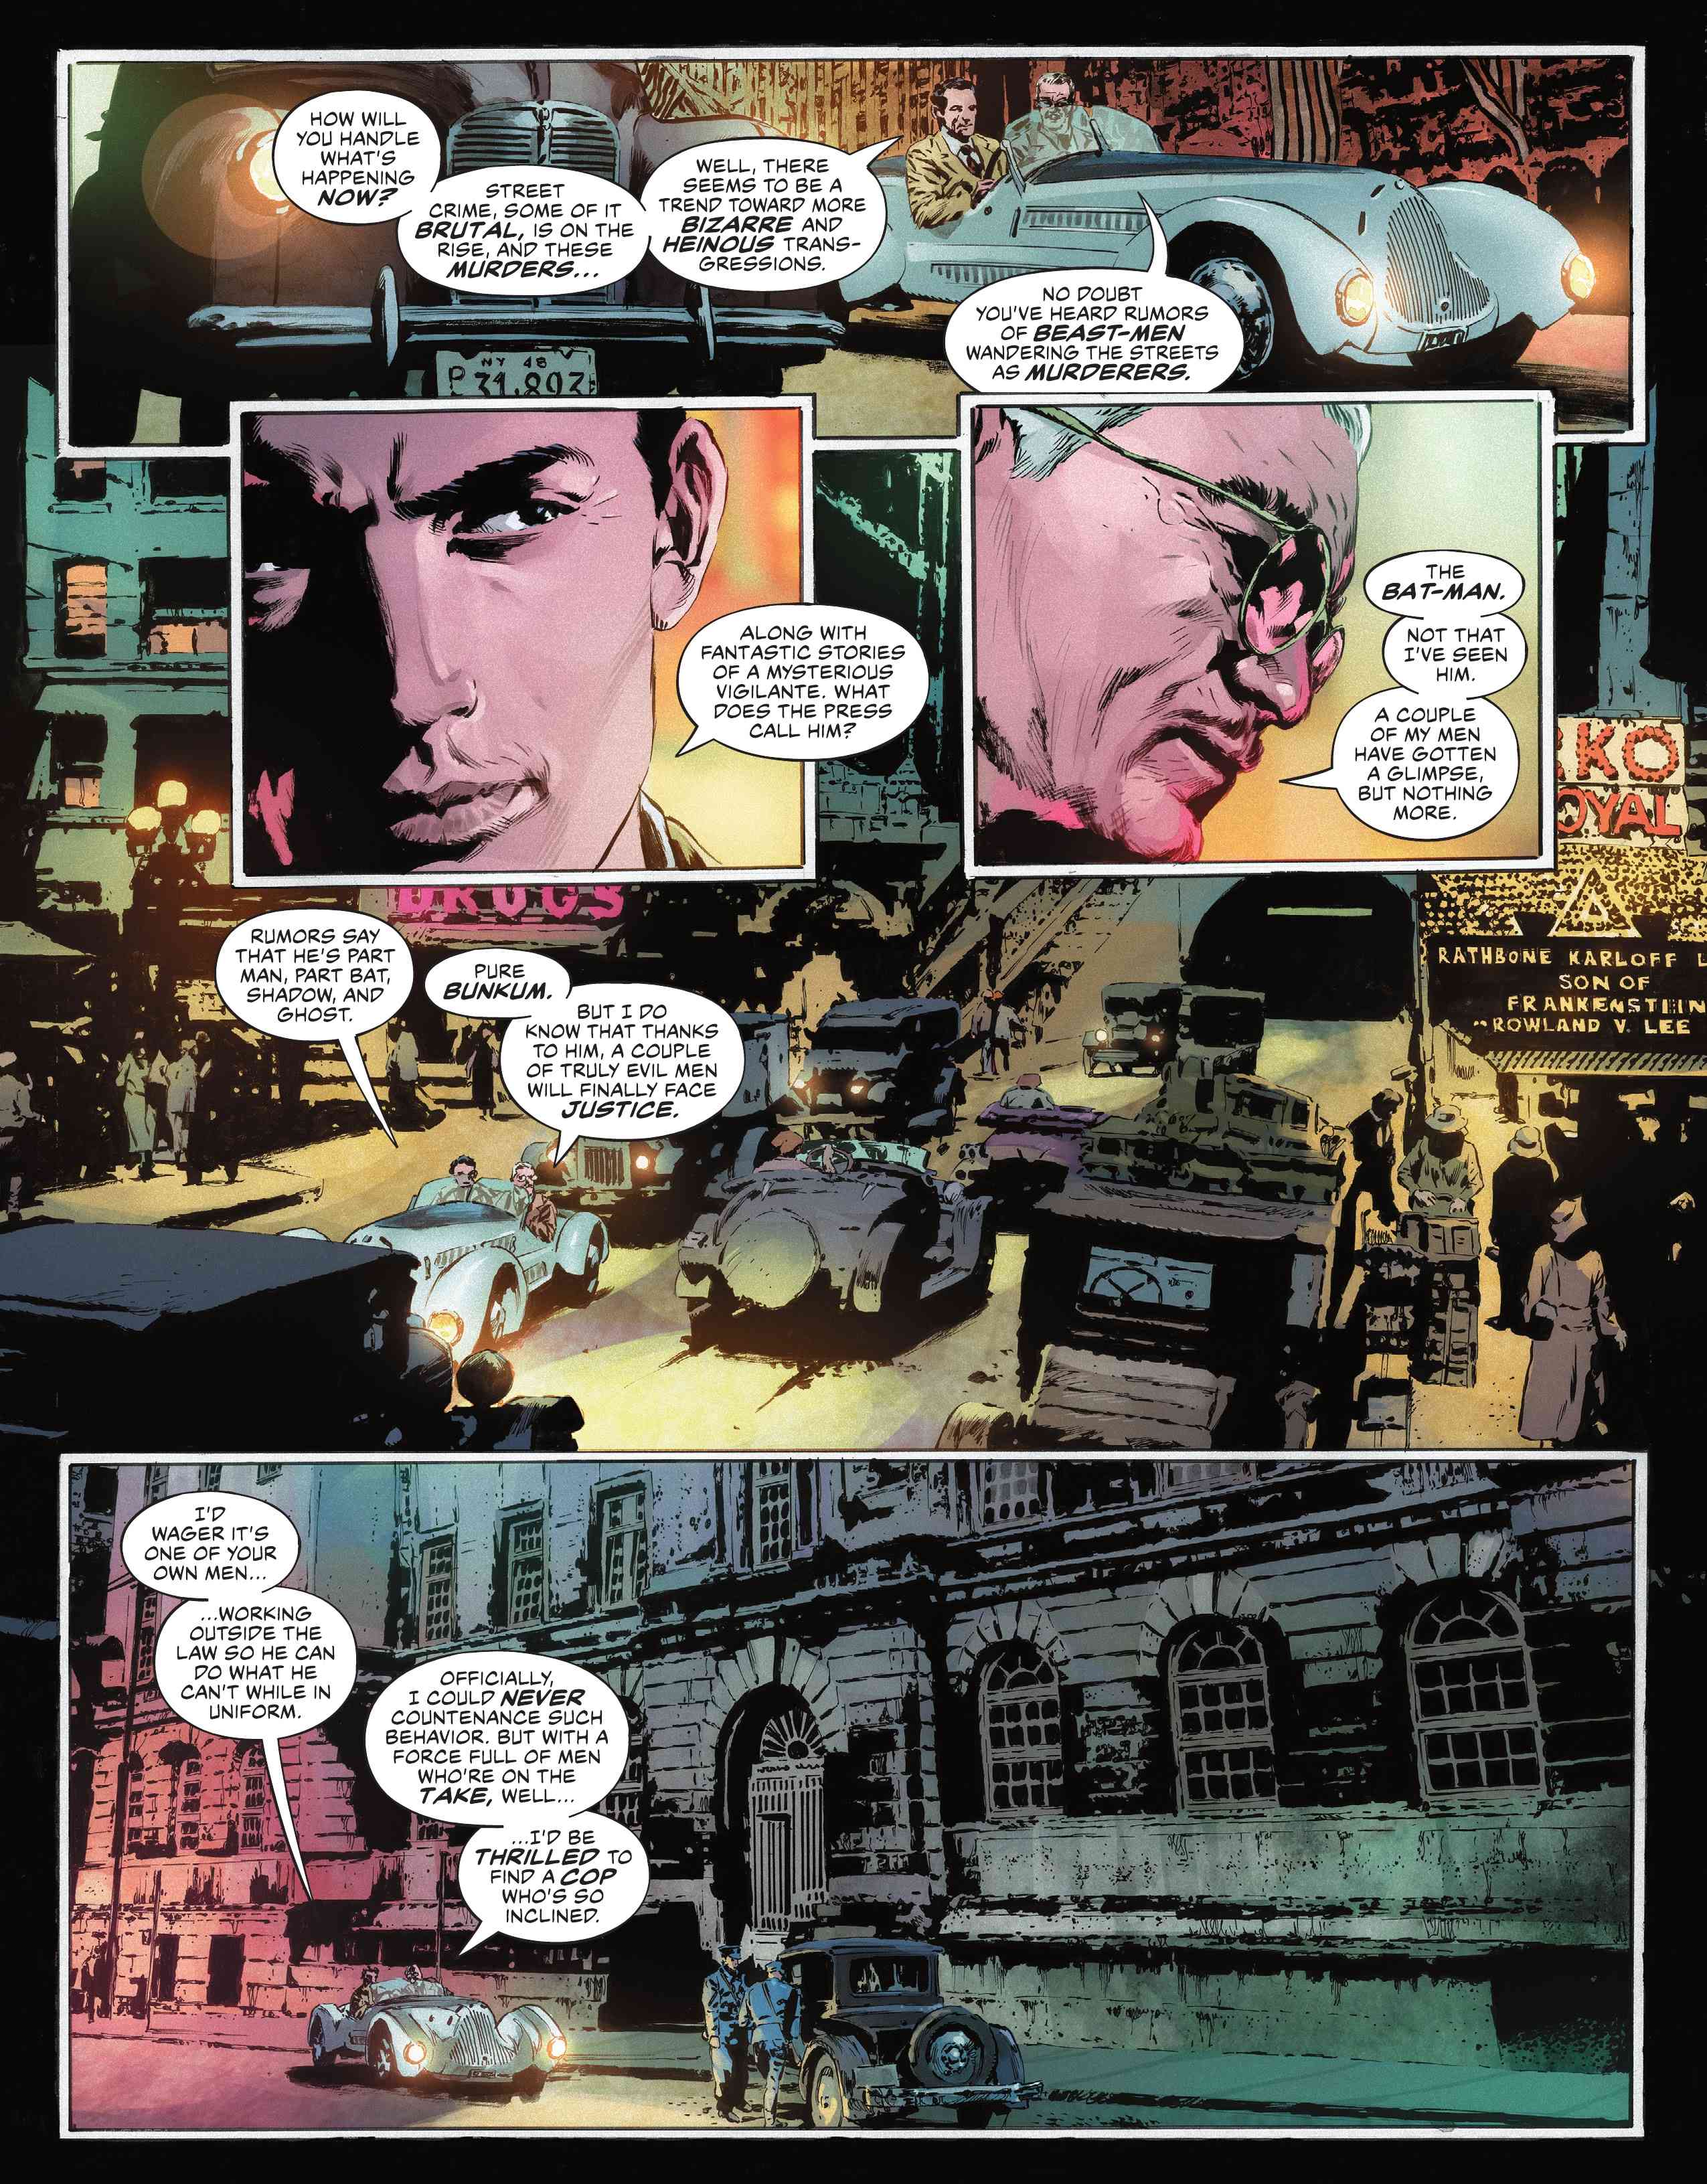 HOW WILL
YOU HANDLE
WHAT'S
HAPPENING
NOW?
STREET
CRIME, SOME OF IT
BRUTAL, IS ON THE
RISE, AND THESE
MURDERS...
WELL, THERE
SEEMS TO BE A
TREND TOWARD MORE
BIZARRE AND
HEINOUS TRANS-
GRESSIONS.
NO DOUBT
YOU'VE HEARD RUMORS
OF BEAST-MEN
WANDERING THE STREETS
AS MURDERERS.
NY 48
P 31.893
ALONG WITH
FANTASTIC STORIES
OF A MYSTERIOUS
VIGILANTE. WHAT
DOES THE PRESS
CALL HIM?
THE
BAT-MAN.
NOT THAT
I'VE SEEN
HIM.
A COUPLE
OF MY MEN
HAVE GOTTEN
A GLIMPSE,
BUT NOTHING
MORE.
RKO
ROYAL
DRUGS
RATHBONE KARLOFF L
SON OF
FRANKENSTEIN
ROWLAND V. LEE
RUMORS SAY
THAT HE'S PART
MAN, PART BAT,
SHADOW, AND
GHOST.
PURE
BUNKUM.
BUT I DO
KNOW THAT THANKS
TO HIM, A COUPLE
OF TRULY EVIL MEN
WILL FINALLY FACE
JUSTICE.
I'D
WAGER IT'S
ONE OF YOUR
OWN MEN...
...WORKING
OUTSIDE THE
LAW SO HE CAN
DO WHAT HE
CAN'T WHILE IN
UNIFORM.
OFFICIALLY,
I COULD NEVER
COUNTENANCE SUCH
BEHAVIOR. BUT WITH A
FORCE FULL OF MEN
WHO'RE ON THE
TAKE, WELL...
...I'D BE
THRILLED TO
FIND A COP
WHO'S SO
INCLINED.